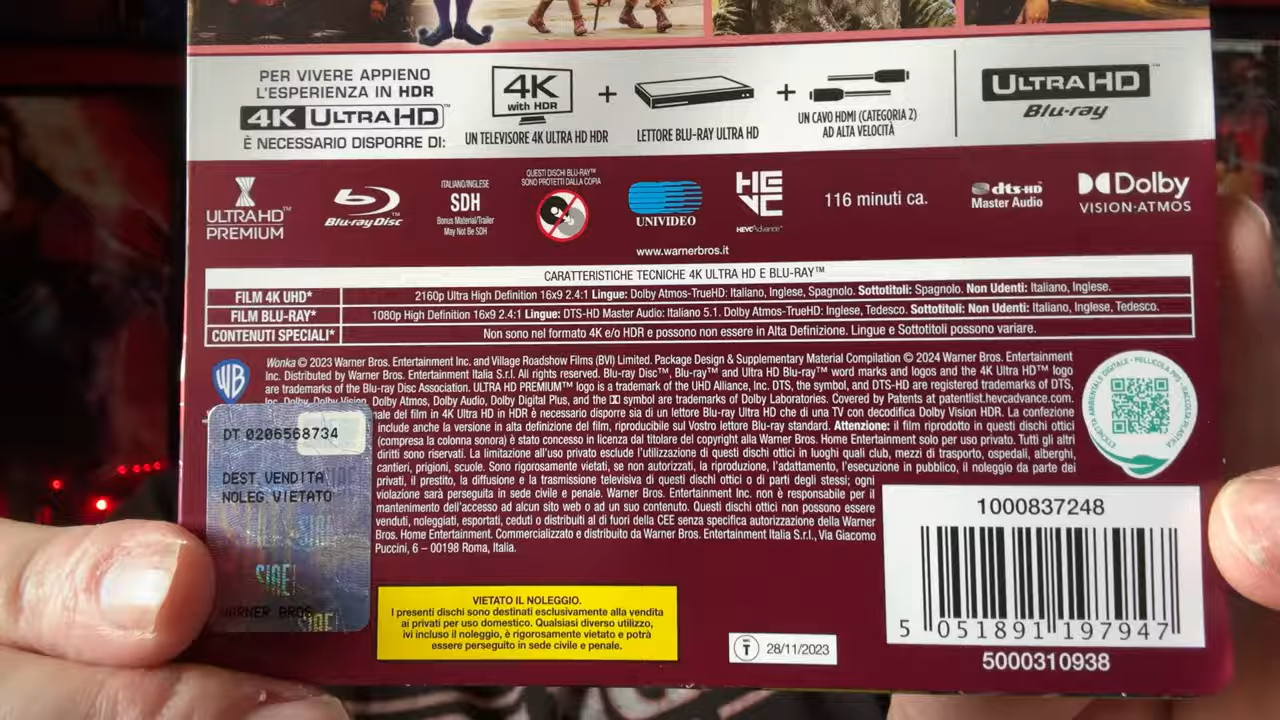 PER VIVERE APPIENO
L'ESPERIENZA IN HDR
4K ULTRAHD™
È NECESSARIO DISPORRE DI:
4K
with HDR
UN TELEVISORE 4K ULTRA HD HDR
+
LETTORE BLU-RAY ULTRA HD
+
UN CAVO HDMI (CATEGORIA 2)
AD ALTA VELOCITÀ
ULTRAHD™
Blu-ray
ULTRAHD™
PREMIUM
Blu-ray Disc™
ITALIANO/INGLESE
SDH
Bonus Material/Trailer
May Not Be SDH
QUESTI DISCHI BLU-RAY™
SONO PROTETTI DALLA COPIA
UNIVIDEO
HEVC
HEVC Advance™
116 minuti ca.
dts-HD
Master Audio
Dolby
VISION·ATMOS
www.warnerbros.it
CARATTERISTICHE TECNICHE 4K ULTRA HD E BLU-RAY™
FILM 4K UHD* 2160p Ultra High Definition 16x9 2.4:1 Lingue: Dolby Atmos-TrueHD: Italiano, Inglese, Spagnolo. Sottotitoli: Spagnolo. Non Udenti: Italiano, Inglese.
FILM BLU-RAY* 1080p High Definition 16x9 2.4:1 Lingue: DTS-HD Master Audio: Italiano 5.1. Dolby Atmos-TrueHD: Inglese, Tedesco. Sottotitoli: Non Udenti: Italiano, Inglese, Tedesco.
CONTENUTI SPECIALI* Non sono nel formato 4K e/o HDR e possono non essere in Alta Definizione. Lingue e Sottotitoli possono variare.
WB
Wonka © 2023 Warner Bros. Entertainment Inc. and Village Roadshow Films (BVI) Limited. Package Design & Supplementary Material Compilation © 2024 Warner Bros. Entertainment
Inc. Distributed by Warner Bros. Entertainment Italia S.r.l. All rights reserved. Blu-ray Disc™, Blu-ray™ and Ultra HD Blu-ray™ word marks and logos and the 4K Ultra HD™ logo
are trademarks of the Blu-ray Disc Association. ULTRA HD PREMIUM™ logo is a trademark of the UHD Alliance, Inc. DTS, the symbol, and DTS-HD are registered trademarks of DTS,
Inc. Dolby, Dolby Vision, Dolby Atmos, Dolby Audio, Dolby Digital Plus, and the symbol are trademarks of Dolby Laboratories. Covered by Patents at patentlist.hevcadvance.com.
nale del film in 4K Ultra HD in HDR è necessario disporre sia di un lettore Blu-ray Ultra HD che di una TV con decodifica Dolby Vision HDR. La confezione
include anche la versione in alta definizione del film, riproducibile sul Vostro lettore Blu-ray standard. Attenzione: il film riprodotto in questi dischi ottici
(compresa la colonna sonora) è stato concesso in licenza dal titolare del copyright alla Warner Bros. Home Entertainment solo per uso privato. Tutti gli altri
diritti sono riservati. La limitazione all'uso privato esclude l'utilizzazione di questi dischi ottici in luoghi quali club, mezzi di trasporto, ospedali, alberghi,
cantieri, prigioni, scuole. Sono rigorosamente vietati, se non autorizzati, la riproduzione, l'adattamento, l'esecuzione in pubblico, il noleggio da parte dei
privati, il prestito, la diffusione e la trasmissione televisiva di questi dischi ottici o di parti degli stessi; ogni
violazione sarà perseguita in sede civile e penale. Warner Bros. Entertainment Inc. non è responsabile per il
mantenimento dell'accesso ad alcun sito web o ad un suo contenuto. Questi dischi ottici non possono essere
venduti, noleggiati, esportati, ceduti o distribuiti al di fuori della CEE senza specifica autorizzazione della Warner
Bros. Home Entertainment. Commercializzato e distribuito da Warner Bros. Entertainment Italia S.r.l., Via Giacomo
Puccini, 6 – 00198 Roma, Italia.
DT 0206568734
DEST.VENDITA
NOLEG VIETATO
WARNER BROS
ETICHETTA AMBIENTALE DIGITALE • PELLICOLA PP5 - RACCOLTA PLASTICA
VIETATO IL NOLEGGIO.
I presenti dischi sono destinati esclusivamente alla vendita
ai privati per uso domestico. Qualsiasi diverso utilizzo,
ivi incluso il noleggio, è rigorosamente vietato e potrà
essere perseguito in sede civile e penale.
T 28/11/2023
1000837248
5 051891 197947
5000310938